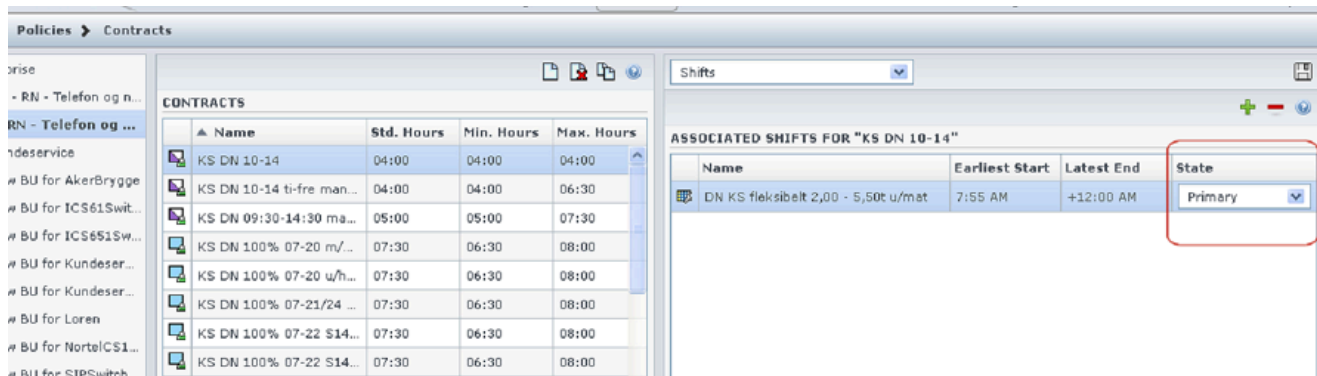 Policies > Contracts
orise
- RN - Telefon og n...
RN - Telefon og ...
ndeservice
w BU for AkerBrygge
w BU for ICS61Swit...
w BU for ICS651Sw...
w BU for Kundeser...
w BU for Kundeser...
w BU for Loren
w BU for NortelCS1...
w BU for SIPSwitch
CONTRACTS
Name Std. Hours Min. Hours Max. Hours
KS DN 10-14 04:00 04:00 04:00
KS DN 10-14 ti-fre man... 04:00 04:00 06:30
KS DN 09:30-14:30 ma... 05:00 05:00 07:30
KS DN 100% 07-20 m/... 07:30 06:30 08:00
KS DN 100% 07-20 u/h... 07:30 06:30 08:00
KS DN 100% 07-21/24 ... 07:30 06:30 08:00
KS DN 100% 07-22 S14... 07:30 06:30 08:00
KS DN 100% 07-22 S14... 07:30 06:30 08:00
Shifts
ASSOCIATED SHIFTS FOR "KS DN 10-14"
Name Earliest Start Latest End State
DN KS fleksibelt 2,00 - 5,50t u/mat 7:55 AM +12:00 AM Primary